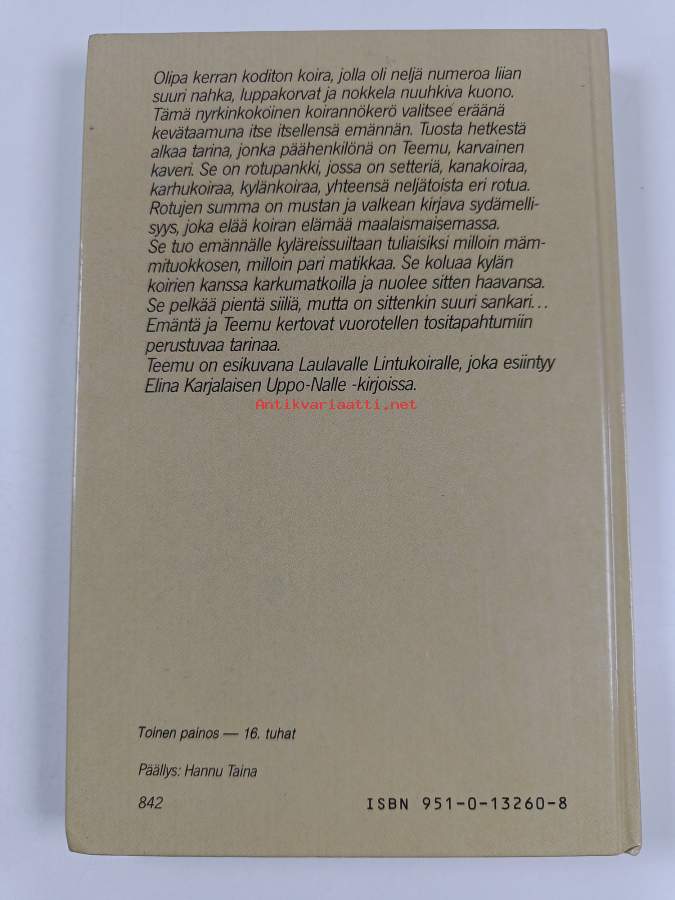 Olipa kerran koditon koira, jolla oli neljä numeroa liian
suuri nahka, luppakorvat ja nokkela nuuhkiva kuono.
Tämä nyrkinkokoinen koirannökerö valitsee eräänä
kevätaamuna itse itsellensä emännän. Tuosta hetkestä
alkaa tarina, jonka päähenkilönä on Teemu, karvainen
kaveri. Se on rotupankki, jossa on setteriä, kanakoiraa,
karhukoiraa, kylänkoiraa, yhteensä neljätoista eri rotua.
Rotujen summa on mustan ja valkean kirjava sydämelli-
syys, joka elää koiran elämää maalaismaisemassa.
Se tuo emännälle kyläreissuiltaan tuliaisiksi milloin mäm-
mituokkosen, milloin pari matikkaa. Se koluaa kylän
koirien kanssa karkumatkoilla ja nuolee sitten haavansa.
Se pelkää pientä siiliä, mutta on sittenkin suuri sankari...
Emäntä ja Teemu kertovat vuorotellen tositapahtumiin
perustuvaa tarinaa.
Teemu on esikuvana Laulavalle Lintukoiralle, joka esiintyy
Elina Karjalaisen Uppo-Nalle -kirjoissa.
Antikvariaatti.net
Toinen painos — 16. tuhat
Päällys: Hannu Taina
842 ISBN 951-0-13260-8